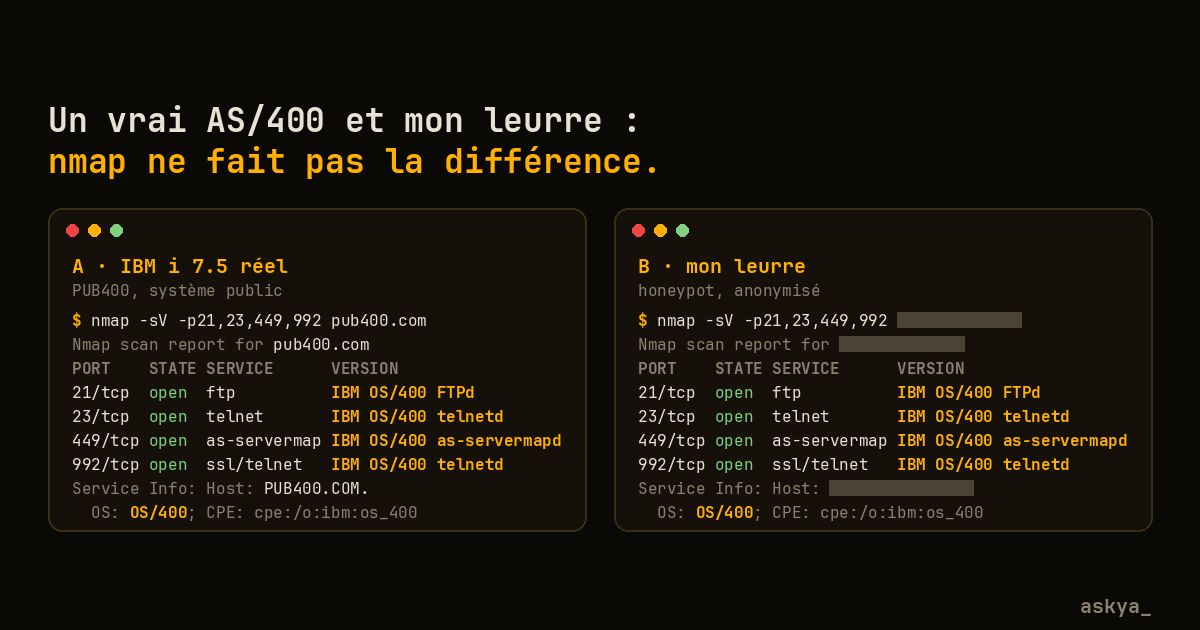 Un vrai AS/400 et mon leurre :
nmap ne fait pas la différence.
A · IBM i 7.5 réel
PUB400, système public
$ nmap -sV -p21,23,449,992 pub400.com
Nmap scan report for pub400.com
PORT STATE SERVICE VERSION
21/tcp open ftp IBM OS/400 FTPd
23/tcp open telnet IBM OS/400 telnetd
449/tcp open as-servermap IBM OS/400 as-servermapd
992/tcp open ssl/telnet IBM OS/400 telnetd
Service Info: Host: PUB400.COM.
OS: OS/400; CPE: cpe:/o:ibm:os_400
B · mon leurre
honeypot, anonymisé
$ nmap -sV -p21,23,449,992
Nmap scan report for
PORT STATE SERVICE VERSION
21/tcp open ftp IBM OS/400 FTPd
23/tcp open telnet IBM OS/400 telnetd
449/tcp open as-servermap IBM OS/400 as-servermapd
992/tcp open ssl/telnet IBM OS/400 telnetd
Service Info: Host:
OS: OS/400; CPE: cpe:/o:ibm:os_400
askya_